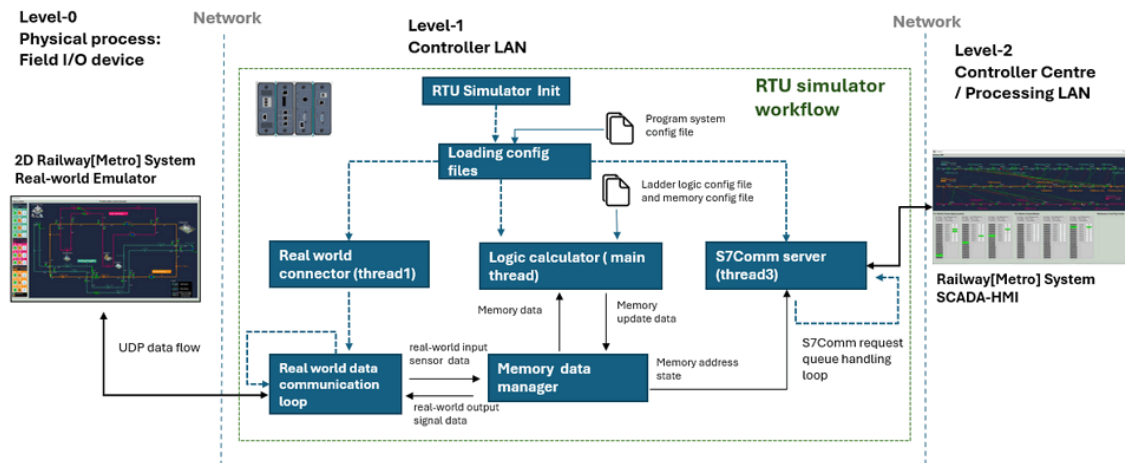 Level-0
Physical process:
Field I/O device
Network
Level-1
Controller LAN
Network
Level-2
Controller Centre
/ Processing LAN
RTU simulator
workflow
RTU Simulator Init
Program system
config file
Loading config
files
2D Railway[Metro] System
Real-world Emulator
Ladder logic config file
and memory config file
Real world
connector (thread1)
Logic calculator ( main
thread)
S7Comm server
(thread3)
Railway[Metro] System
SCADA-HMI
Memory data
Memory
update data
UDP data flow
S7Comm request
queue handling
loop
Real world data
communication
loop
real-world input
sensor data
Memory data
manager
Memory address
state
real-world output
signal data